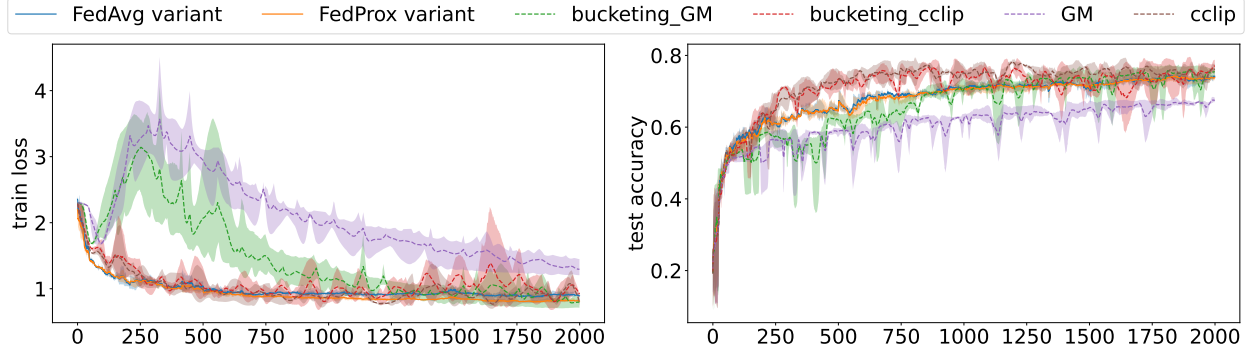 FedAvg variant FedProx variant bucketing_GM bucketing_cclip GM cclip
train loss
4
3
2
1
0 250 500 750 1000 1250 1500 1750 2000
test accuracy
0.8
0.6
0.4
0.2
0 250 500 750 1000 1250 1500 1750 2000